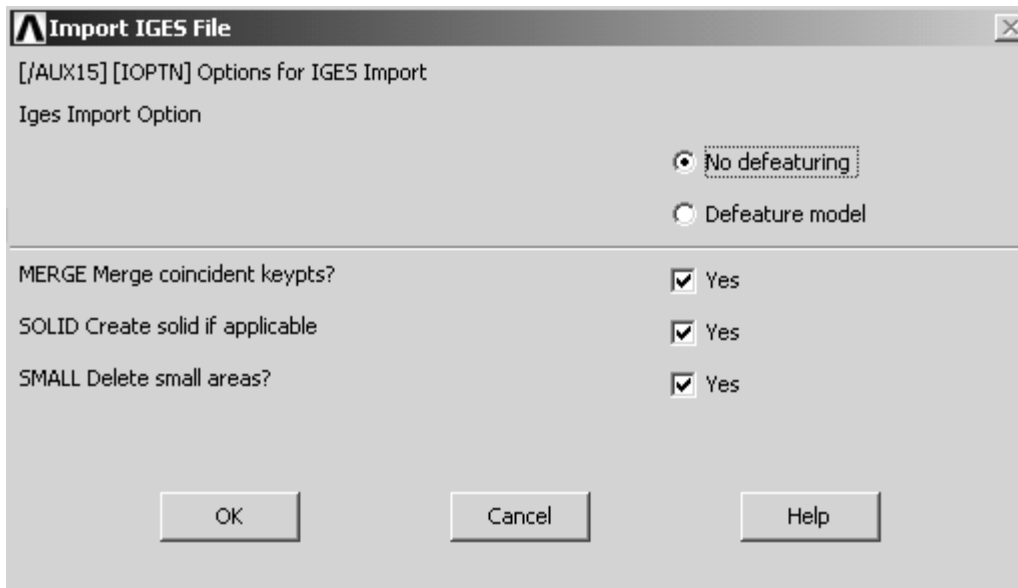 Import IGES File
[/AUX15] [IOPTN] Options for IGES Import
Iges Import Option
No defeaturing
Defeature model
MERGE Merge coincident keypts? Yes
SOLID Create solid if applicable Yes
SMALL Delete small areas? Yes
OK Cancel Help